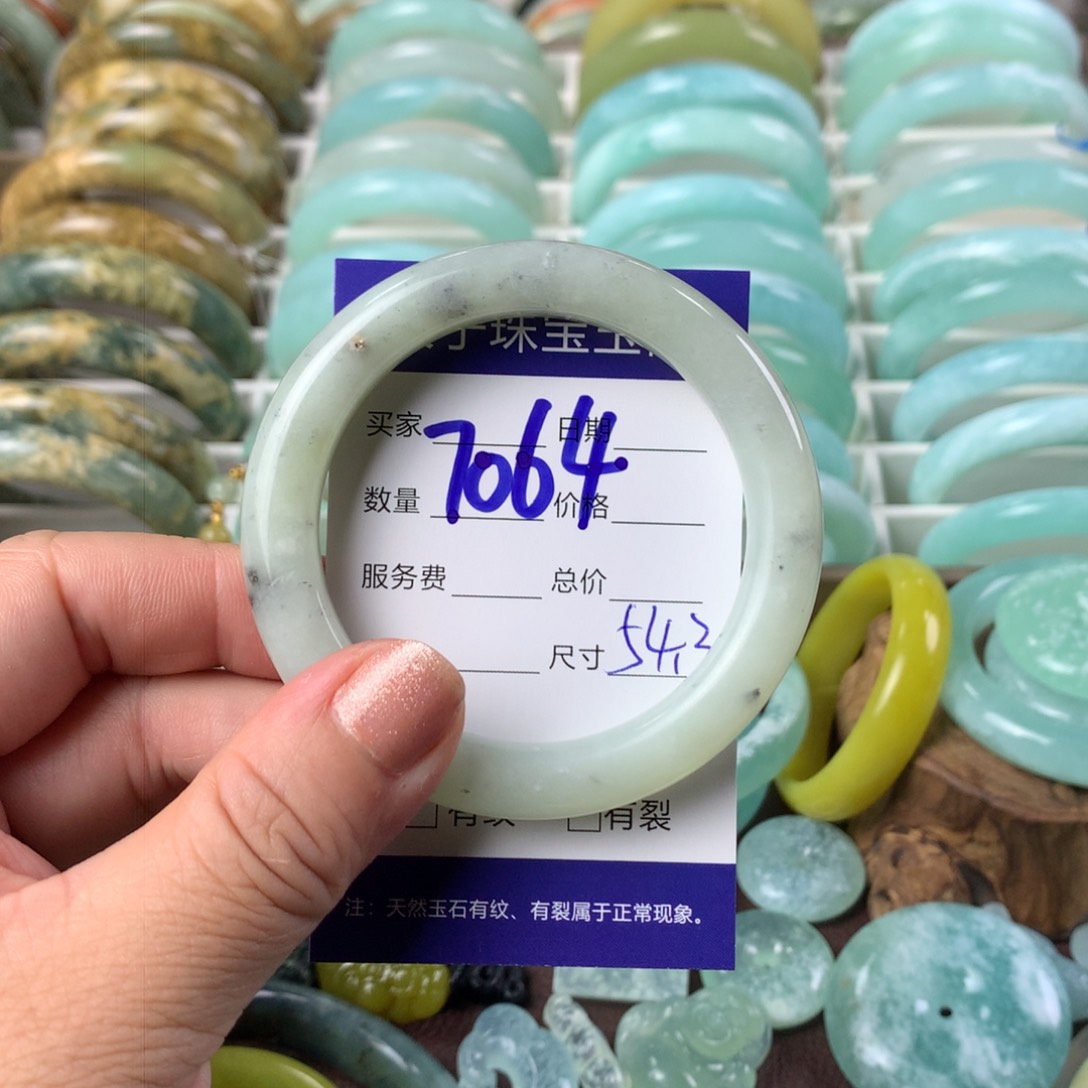 子珠宝玉
买家 日期
7064
数量 价格
服务费 总价
尺寸 54.2
有纹 有裂
注：天然玉石有纹、有裂属于正常现象。